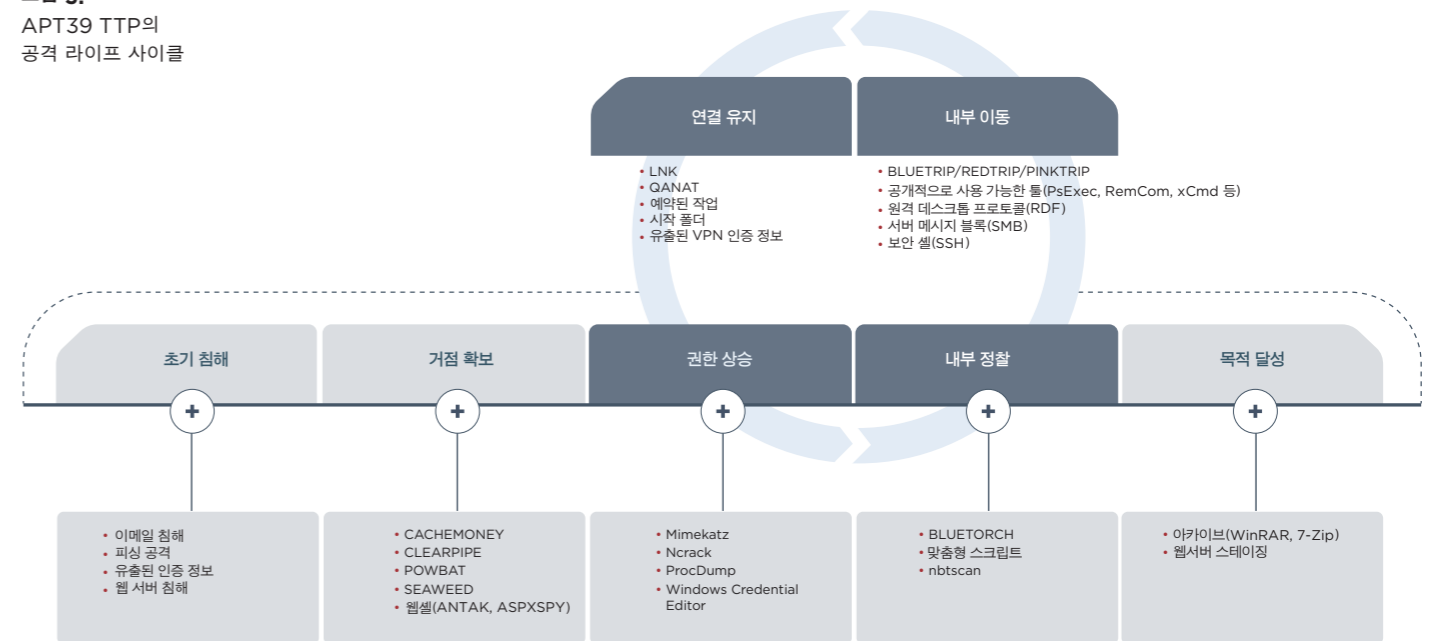 APT39 TTP의
공격 라이프 사이클
연결 유지
내부 이동
• LNK
• QANAT
• 예약된 작업
• 시작 폴더
• 유출된 VPN 인증 정보
• BLUETRIP/REDTRIP/PINKTRIP
• 공개적으로 사용 가능한 툴(PsExec, RemCom, xCmd 등)
• 원격 데스크톱 프로토콜(RDF)
• 서버 메시지 블록(SMB)
• 보안 셸(SSH)
초기 침해
거점 확보
권한 상승
내부 정찰
목적 달성
• 이메일 침해
• 피싱 공격
• 유출된 인증 정보
• 웹 서버 침해
• CACHEMONEY
• CLEARPIPE
• POWBAT
• SEAWEED
• 웹셸(ANTAK, ASPXSPY)
• Mimekatz
• Ncrack
• ProcDump
• Windows Credential
Editor
• BLUETORCH
• 맞춤형 스크립트
• nbtscan
• 아카이브(WinRAR, 7-Zip)
• 웹서버 스테이징